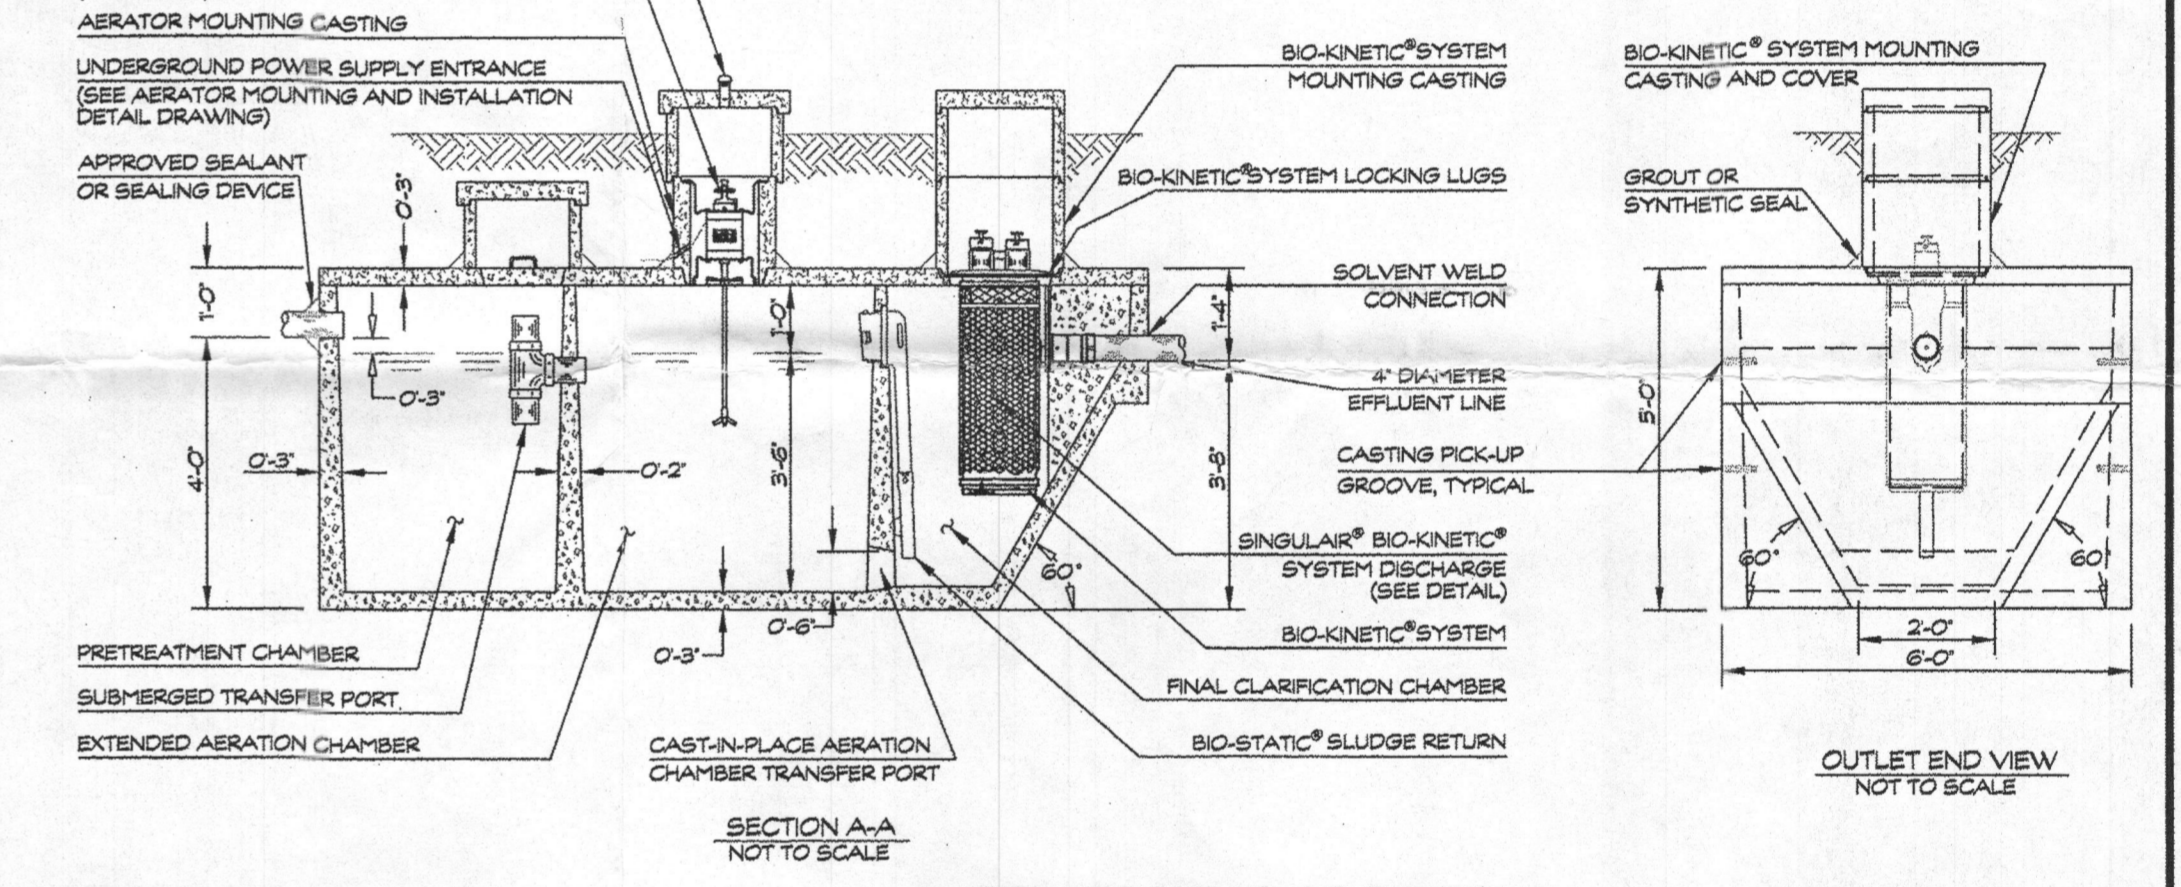 AERATOR MOUNTING CASTING
UNDERGROUND POWER SUPPLY ENTRANCE
(SEE AERATOR MOUNTING AND INSTALLATION
DETAIL DRAWING)
APPROVED SEALANT
OR SEALING DEVICE
0'-3"
1'-0"
4'-0"
0'-3"
0'-3"
0'-2"
1'-0"
3'-6"
0'-6"
0'-3"
60°
1'-4"
3'-8"
PRETREATMENT CHAMBER
SUBMERGED TRANSFER PORT
EXTENDED AERATION CHAMBER
CAST-IN-PLACE AERATION
CHAMBER TRANSFER PORT
SECTION A-A
NOT TO SCALE
BIO-KINETIC® SYSTEM
MOUNTING CASTING
BIO-KINETIC® SYSTEM LOCKING LUGS
SOLVENT WELD
CONNECTION
4" DIAMETER
EFFLUENT LINE
CASTING PICK-UP
GROOVE, TYPICAL
SINGULAIR® BIO-KINETIC®
SYSTEM DISCHARGE
(SEE DETAIL)
BIO-KINETIC® SYSTEM
FINAL CLARIFICATION CHAMBER
BIO-STATIC® SLUDGE RETURN
BIO-KINETIC® SYSTEM MOUNTING
CASTING AND COVER
GROUT OR
SYNTHETIC SEAL
5'-0"
60°
60°
2'-0"
6'-0"
OUTLET END VIEW
NOT TO SCALE